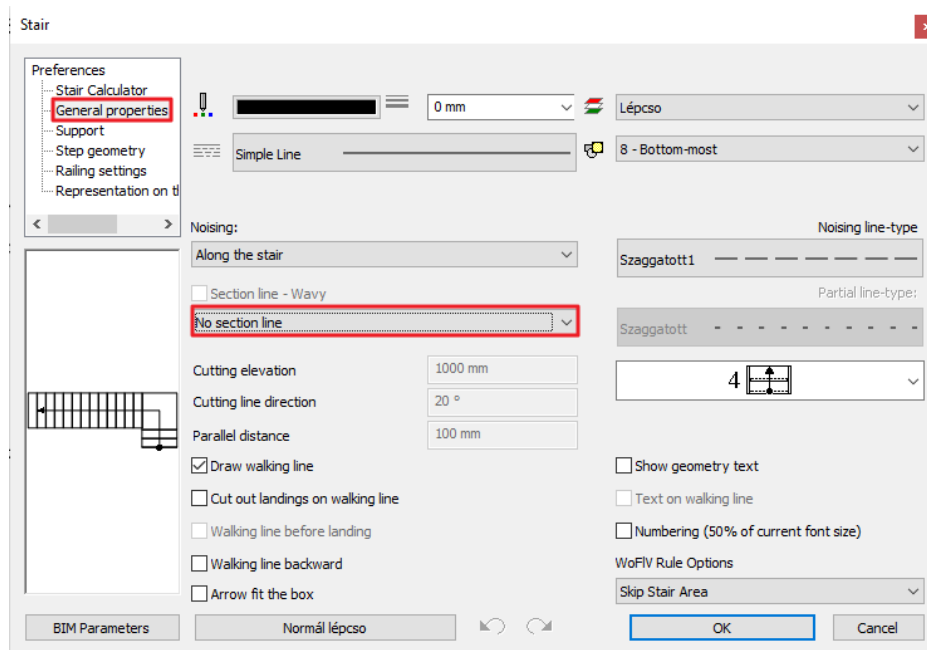 Stair
Preferences
Stair Calculator
General properties
Support
Step geometry
Railing settings
Representation on
0 mm
Lépcso
Simple Line
8 - Bottom-most
Noising:
Noising line-type
Along the stair
Szaggatott1
Section line - Wavy
Partial line-type:
No section line
Szaggatott
Cutting elevation
1000 mm
4
Cutting line direction
20 °
Parallel distance
100 mm
Draw walking line
Show geometry text
Cut out landings on walking line
Text on walking line
Walking line before landing
Numbering (50% of current font size)
Walking line backward
WoFlV Rule Options
Arrow fit the box
Skip Stair Area
BIM Parameters
Normál lépcso
OK
Cancel